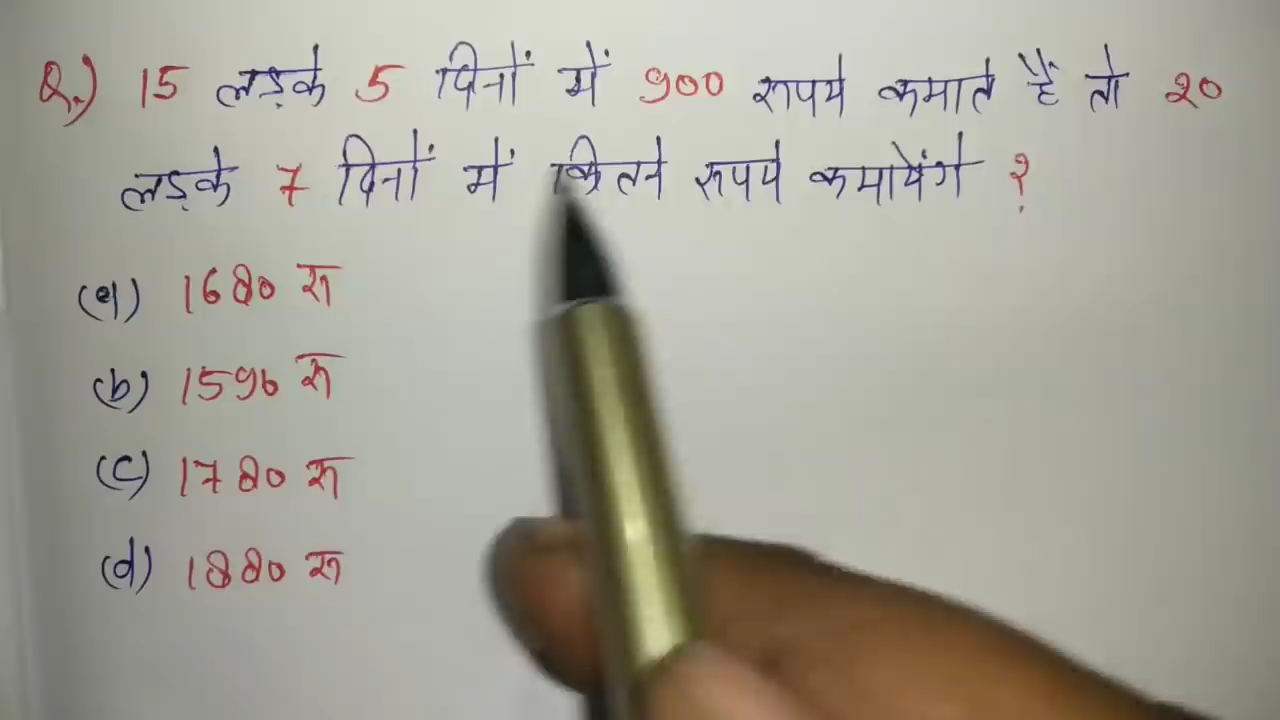 Q.) 15 लड़के 5 दिनों में 900 रूपये कमाते हैं तो 20
लड़के 7 दिनों में कितने रूपये कमायेंगे ?
(a) 1680 रू
(b) 1590 रू
(c) 1780 रू
(d) 1880 रू